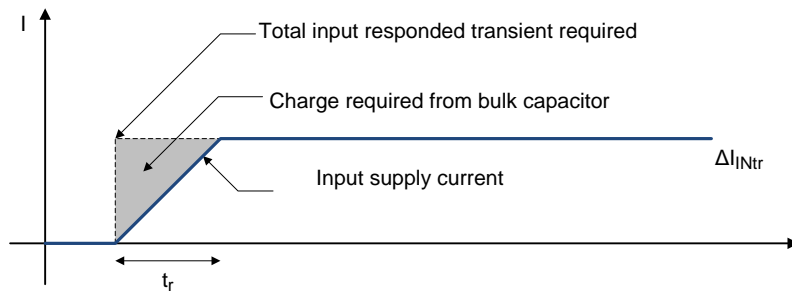 I
Total input responded transient required
Charge required from bulk capacitor
ΔI_INtr
Input supply current
t_r